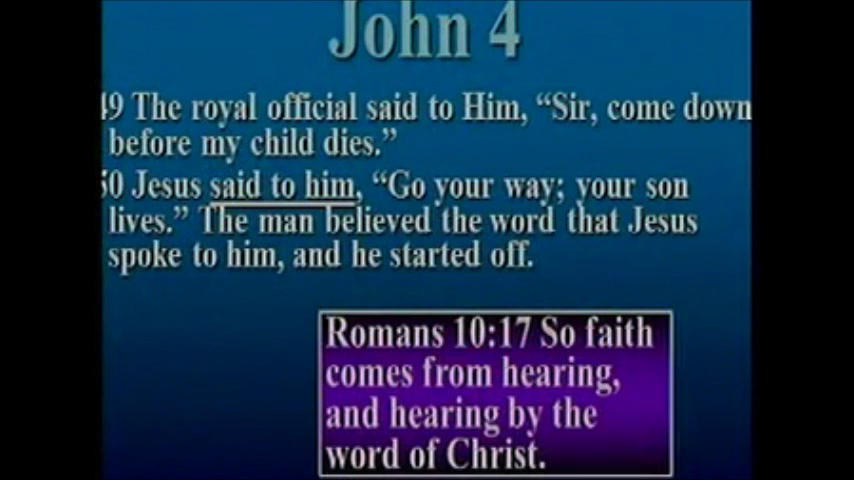 John 4
49 The royal official said to Him, “Sir, come down
before my child dies.”
50 Jesus said to him, “Go your way; your son
lives.” The man believed the word that Jesus
spoke to him, and he started off.
Romans 10:17 So faith
comes from hearing,
and hearing by the
word of Christ.